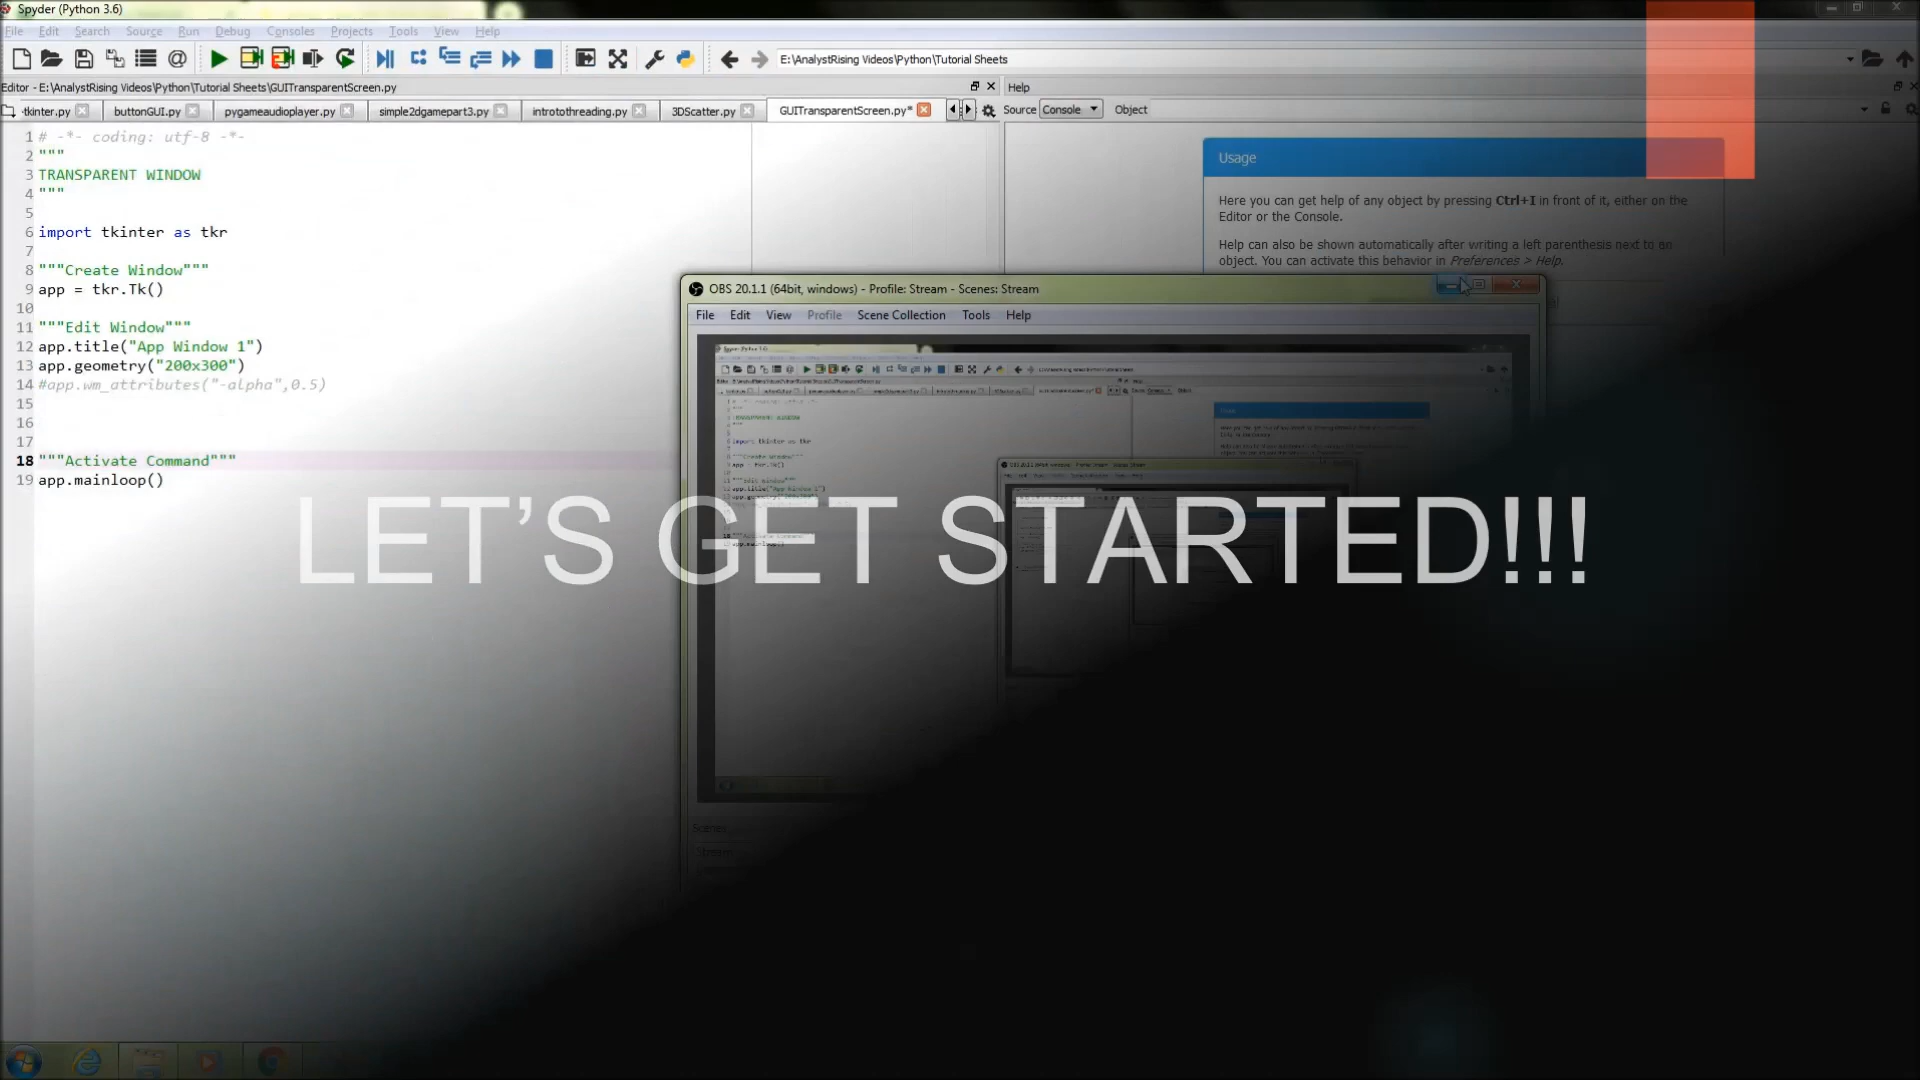 Spyder (Python 3.6)
File Edit Search Source Run Debug Consoles Projects Tools View Help
E:\AnalystRising Videos\Python\Tutorial Sheets
Editor - E:\AnalystRising Videos\Python\Tutorial Sheets\GUITransparentScreen.py
Help
tkinter.py buttonGUI.py pygameaudioplayer.py simple2dgamepart3.py introtothreading.py 3DScatter.py GUITransparentScreen.py*
Source Console Object
1 # -*- coding: utf-8 -*-
2 """
3 TRANSPARENT WINDOW
4 """
5
6 import tkinter as tkr
7
8 """Create Window"""
9 app = tkr.Tk()
10
11 """Edit Window"""
12 app.title("App Window 1")
13 app.geometry("200x300")
14 #app.wm_attributes("-alpha",0.5)
15
16
17
18 """Activate Command"""
19 app.mainloop()
Usage
Here you can get help of any object by pressing Ctrl+I in front of it, either on the
Editor or the Console.
Help can also be shown automatically after writing a left parenthesis next to an
object. You can activate this behavior in Preferences > Help.
OBS 20.1.1 (64bit, windows) - Profile: Stream - Scenes: Stream
File Edit View Profile Scene Collection Tools Help
LET’S GET STARTED!!!
Scenes